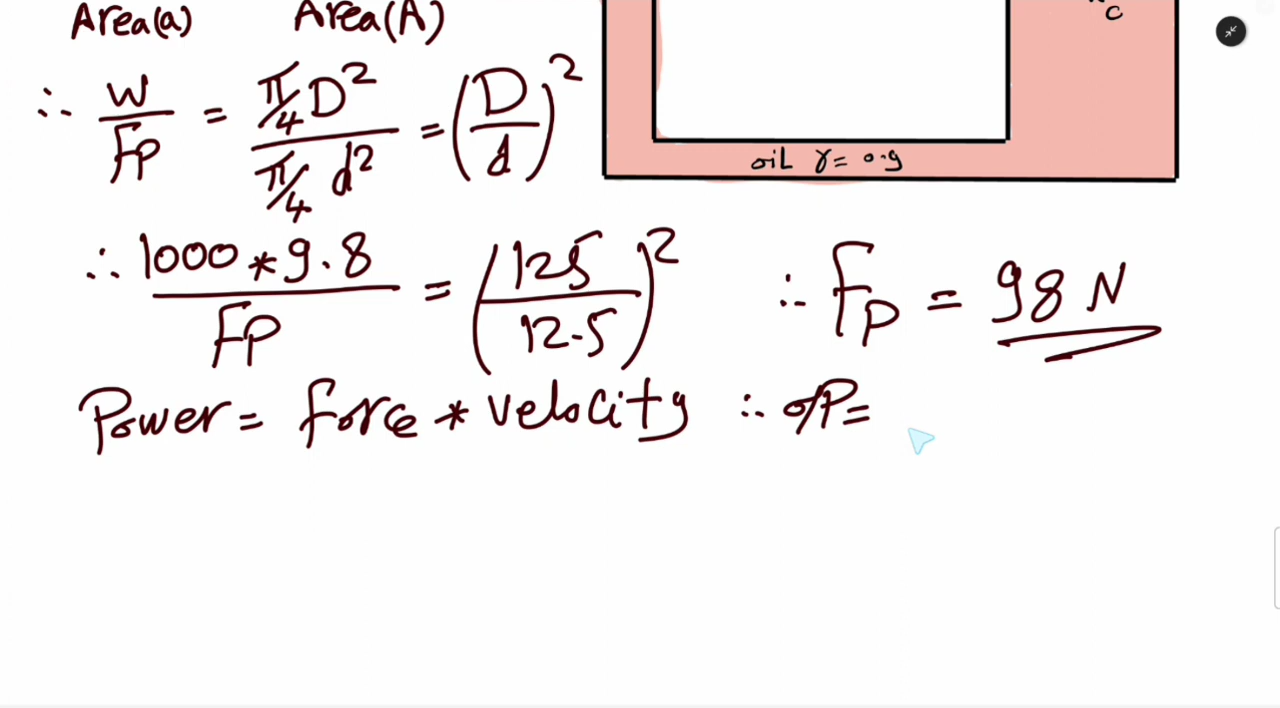 Area(a) Area(A)
c
∴ W/Fp = (π/4 D²)/(π/4 d²) = (D/d)²
oil γ = 0.9
∴ 1000 * 9.8 / Fp = (125/12.5)² ∴ Fp = 98 N
Power = force * velocity ∴ o/P =